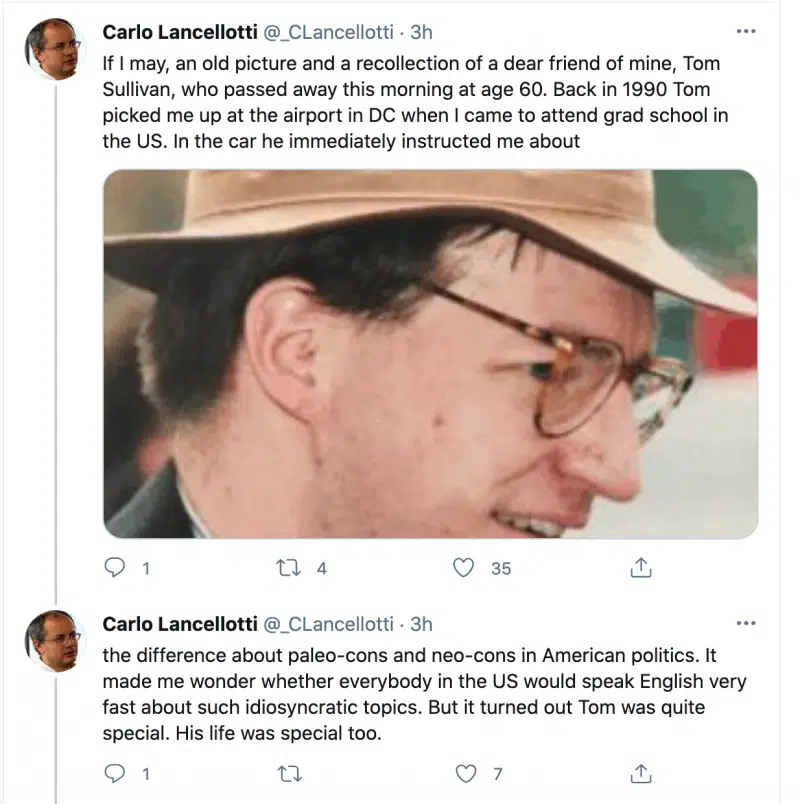 Carlo Lancellotti @_CLancellotti · 3h
If I may, an old picture and a recollection of a dear friend of mine, Tom
Sullivan, who passed away this morning at age 60. Back in 1990 Tom
picked me up at the airport in DC when I came to attend grad school in
the US. In the car he immediately instructed me about
1 4 35
Carlo Lancellotti @_CLancellotti · 3h
the difference about paleo-cons and neo-cons in American politics. It
made me wonder whether everybody in the US would speak English very
fast about such idiosyncratic topics. But it turned out Tom was quite
special. His life was special too.
1 7